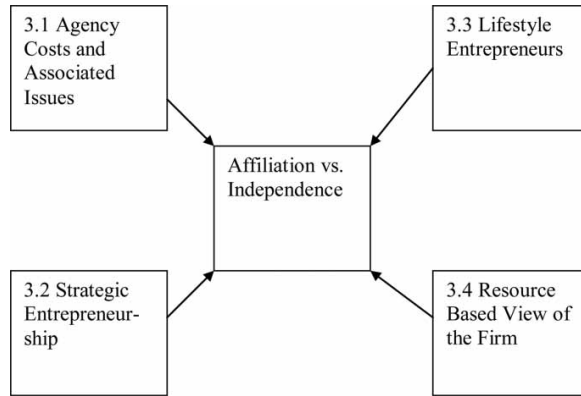 3.1 Agency
Costs and
Associated
Issues
3.3 Lifestyle
Entrepreneurs
Affiliation vs.
Independence
3.2 Strategic
Entrepreneur-
ship
3.4 Resource
Based View of
the Firm